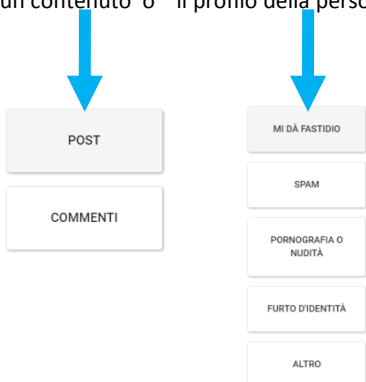 un contenuto o il profilo della perso
POST
COMMENTI
MI DÀ FASTIDIO
SPAM
PORNOGRAFIA O
NUDITÀ
FURTO D'IDENTITÀ
ALTRO